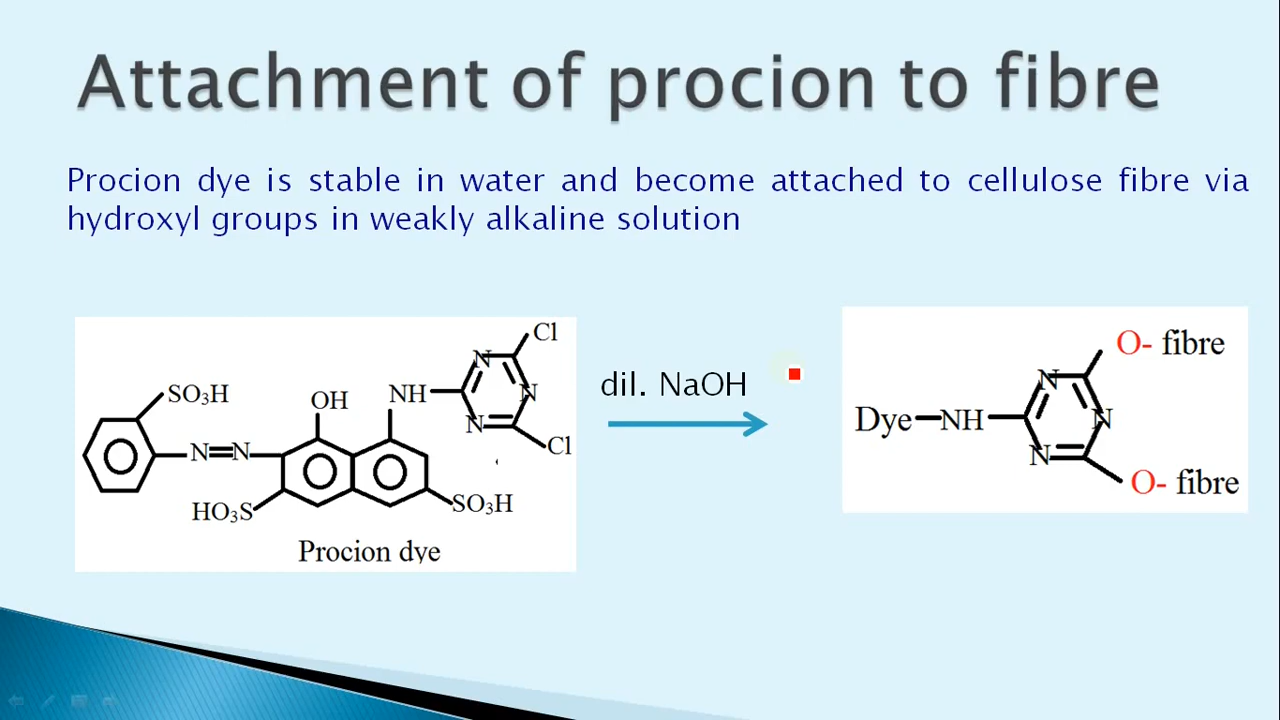 Attachment of procion to fibre
Procion dye is stable in water and become attached to cellulose fibre via
hydroxyl groups in weakly alkaline solution
Cl
N
N
N
Cl
NH
OH
SO₃H
N=N
HO₃S
SO₃H
Procion dye
dil. NaOH
O- fibre
N
N
N
Dye-NH
O- fibre